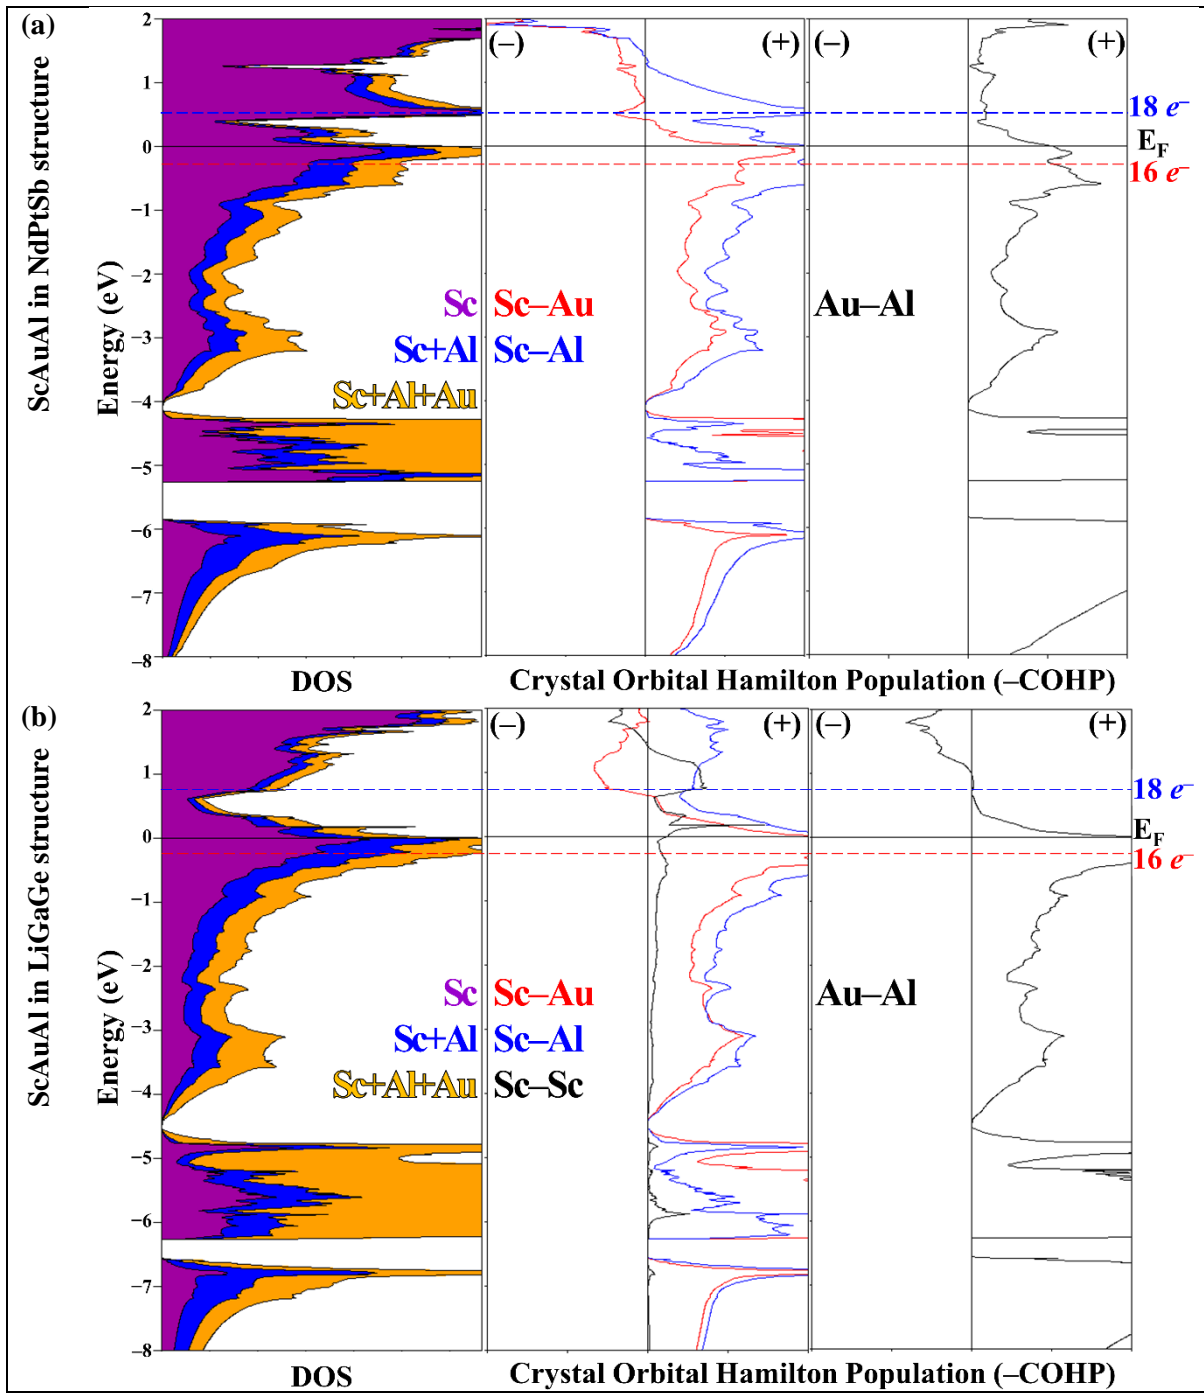 (a)
ScAuAl in NdPtSb structure
Energy (eV)
2
1
0
−1
−2
−3
−4
−5
−6
−7
−8
(−)
(+)
(−)
(+)
18 e⁻
E_F
16 e⁻
Sc
Sc+Al
Sc+Al+Au
Sc−Au
Sc−Al
Au−Al
DOS
Crystal Orbital Hamilton Population (−COHP)
(b)
ScAuAl in LiGaGe structure
Energy (eV)
2
1
0
−1
−2
−3
−4
−5
−6
−7
−8
(−)
(+)
(−)
(+)
18 e⁻
E_F
16 e⁻
Sc
Sc+Al
Sc+Al+Au
Sc−Au
Sc−Al
Sc−Sc
Au−Al
DOS
Crystal Orbital Hamilton Population (−COHP)